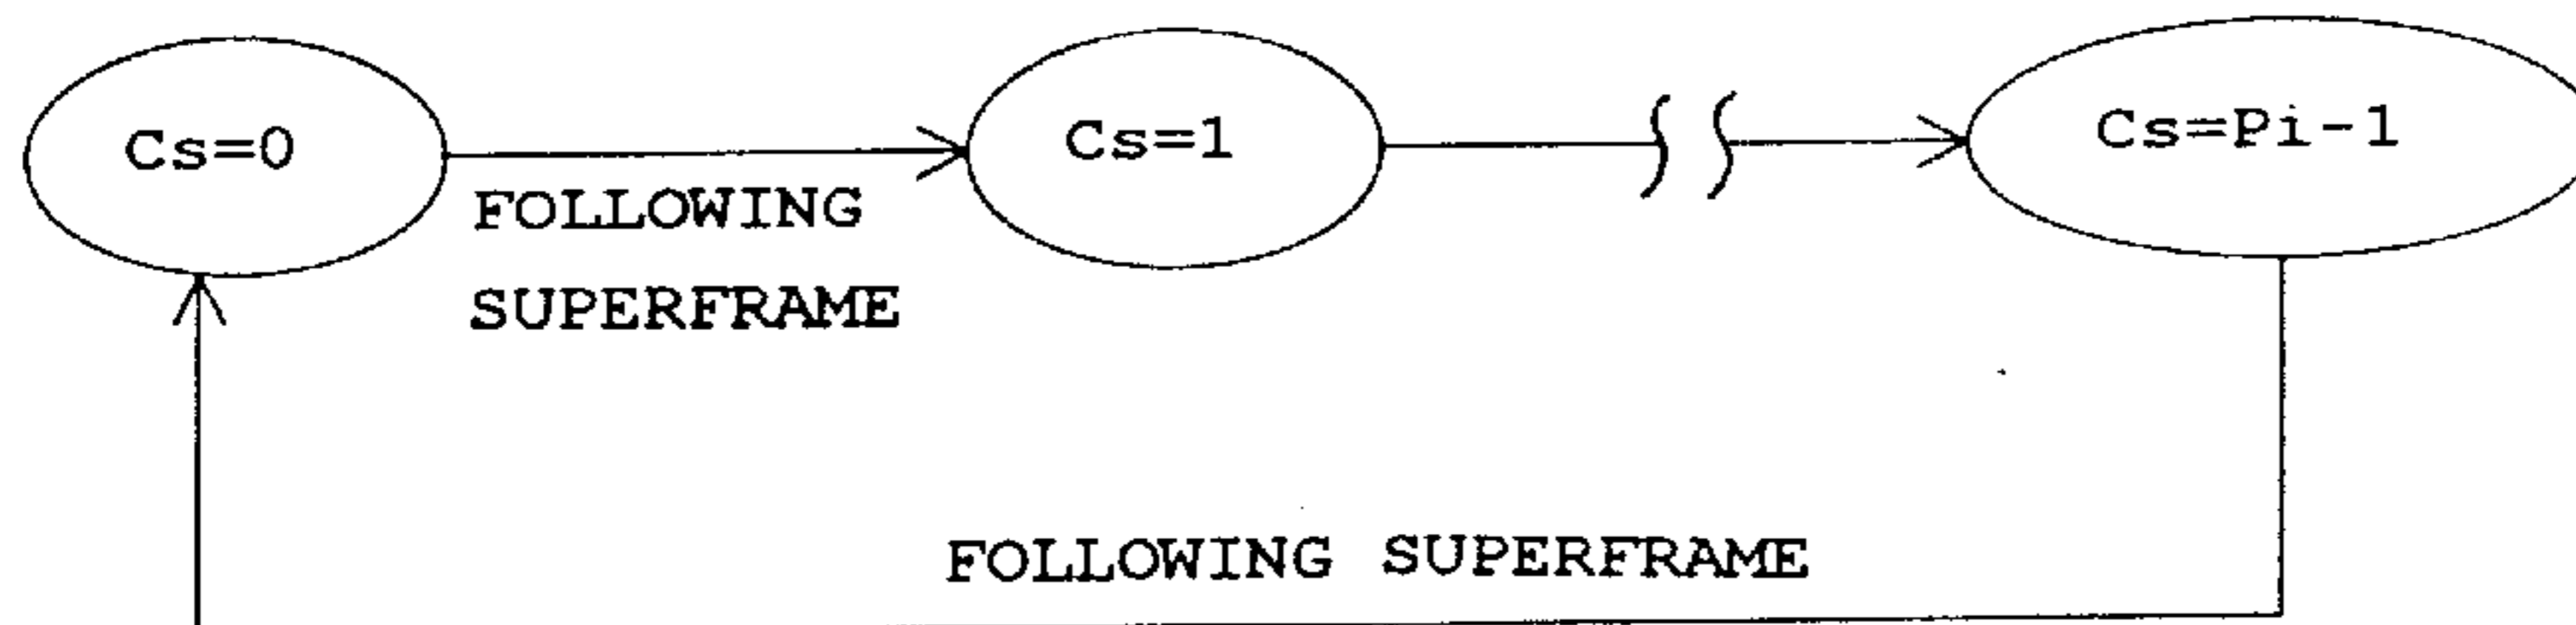 Cs=0
Cs=1
Cs=Pi-1
FOLLOWING
SUPERFRAME
FOLLOWING SUPERFRAME